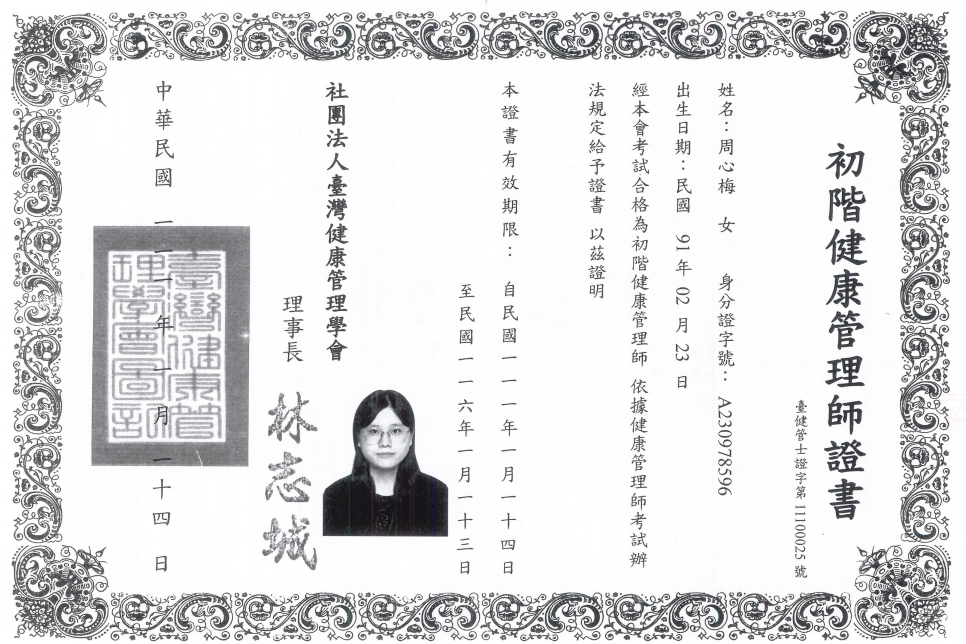 初階健康管理師證書
臺健管士證字第 11100025 號
姓名：周心梅　女　　身分證字號：A230978596
出生日期：民國 91 年 02 月 23 日
經本會考試合格為初階健康管理師 依據健康管理師考試辦
法規定給予證書 以茲證明
本證書有效期限：自民國一一一年一月一十四日
至民國一一六年一月一十三日
社團法人臺灣健康管理學會
理事長
林志城
中華民國一一一年一月一十四日
臺灣健康管
理學會圖記